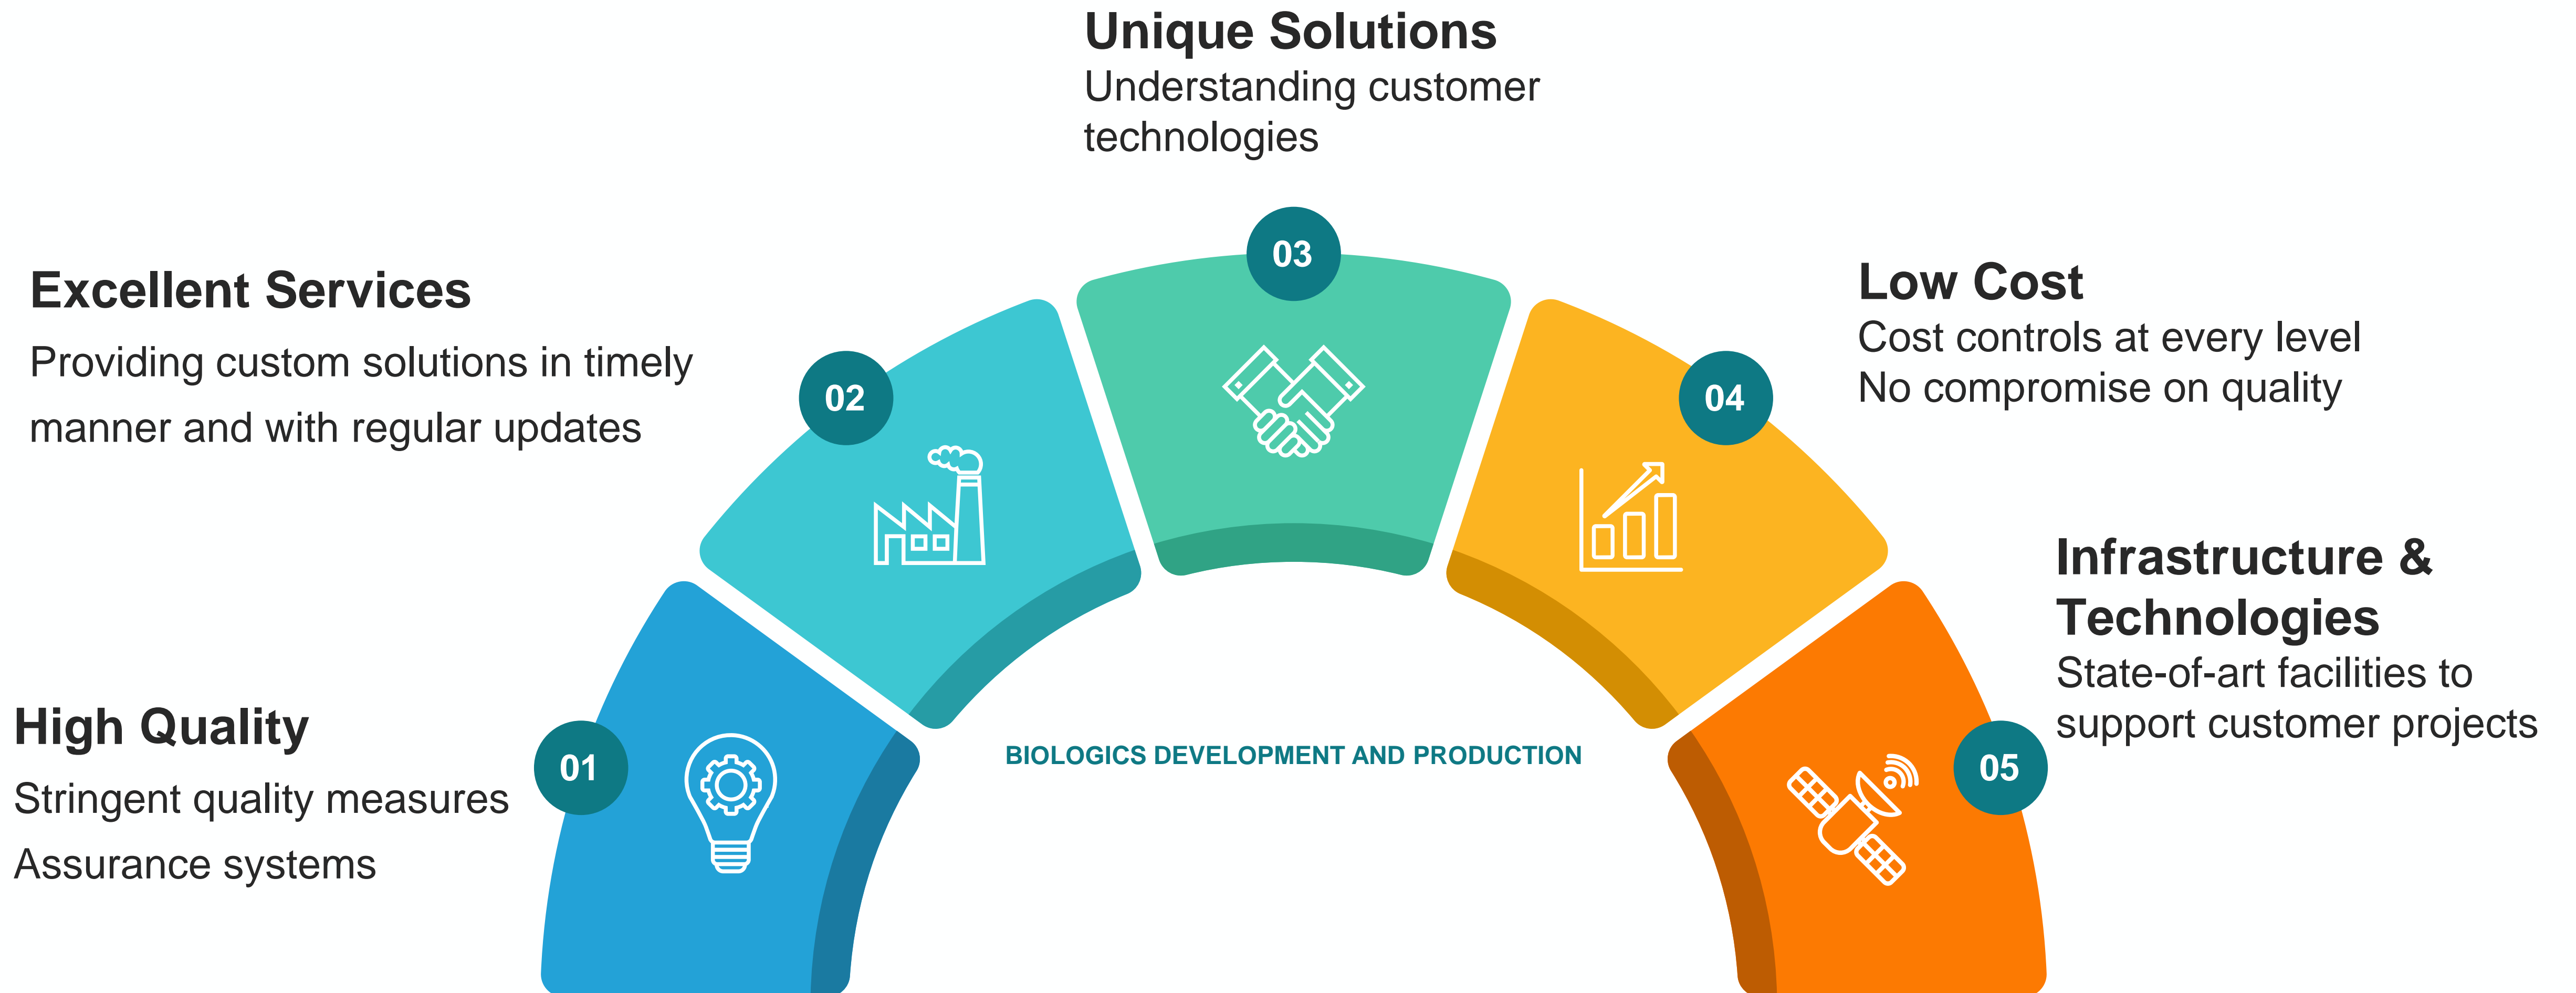 Unique Solutions
Understanding customer
technologies
03
Excellent Services
Providing custom solutions in timely
manner and with regular updates
02
Low Cost
Cost controls at every level
No compromise on quality
04
Infrastructure &
Technologies
State-of-art facilities to
support customer projects
05
High Quality
Stringent quality measures
Assurance systems
01
BIOLOGICS DEVELOPMENT AND PRODUCTION